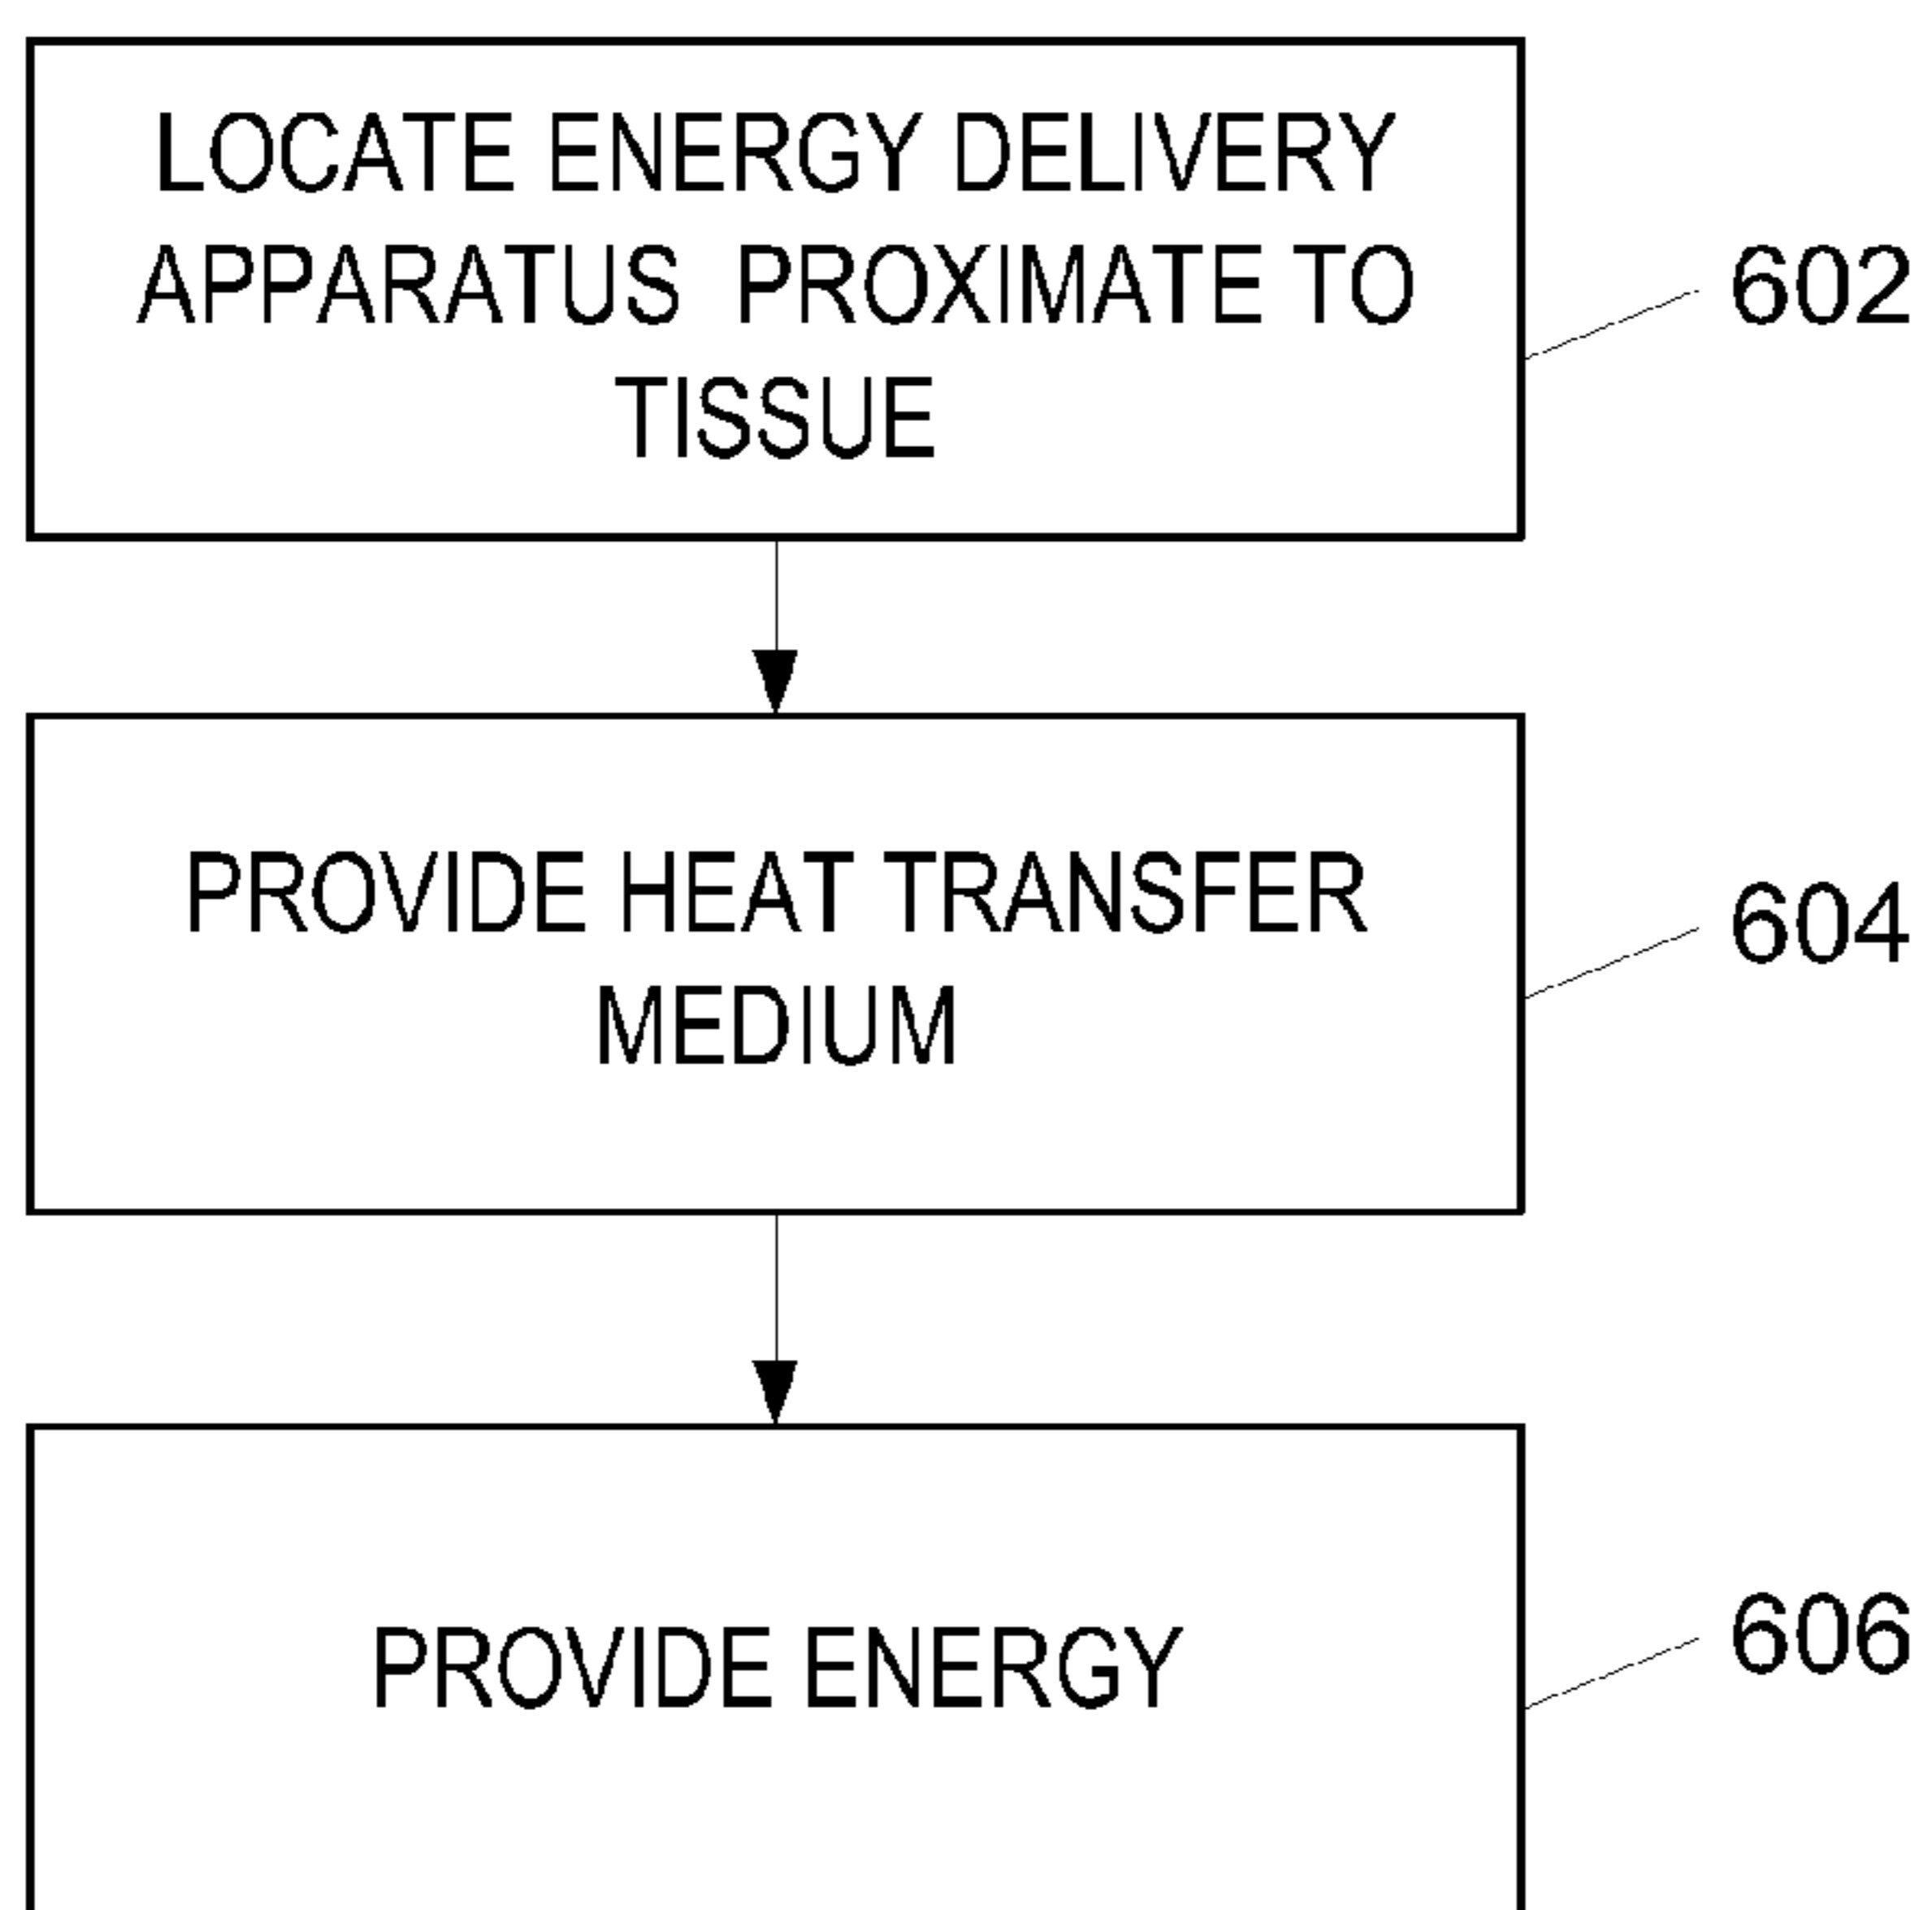 LOCATE ENERGY DELIVERY
APPARATUS PROXIMATE TO
TISSUE
602
PROVIDE HEAT TRANSFER
MEDIUM
604
PROVIDE ENERGY
606